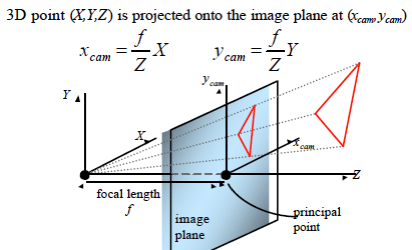 3D point (X,Y,Z) is projected onto the image plane at (xcam,ycam)
xcam = f/Z X ycam = f/Z Y
ycam
Y
X
xcam
Z
focal length
f
image
plane
principal
point